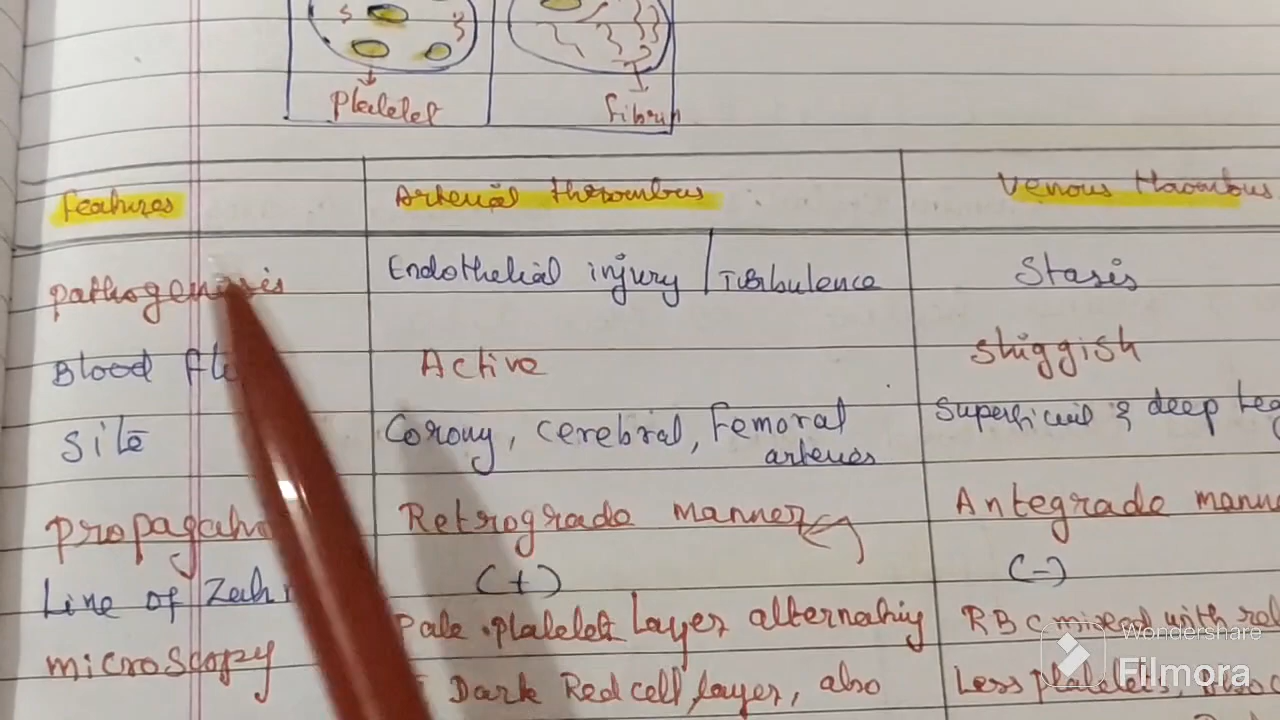 Platelet
fibrin
Features Arterial thrombus Venous thrombus
pathogenesis Endothelial injury / Turbulence Stasis
Blood Active sluggish
Site Corony, cerebral, Femoral Superficial & deep
arteries
Retrograde manner Antegrade
Line of (+) (-)
Pale platelet Layer alternating RBC mixed with
microscopy Dark Red cell layer, also Less platelets,
Wondershare
Filmora